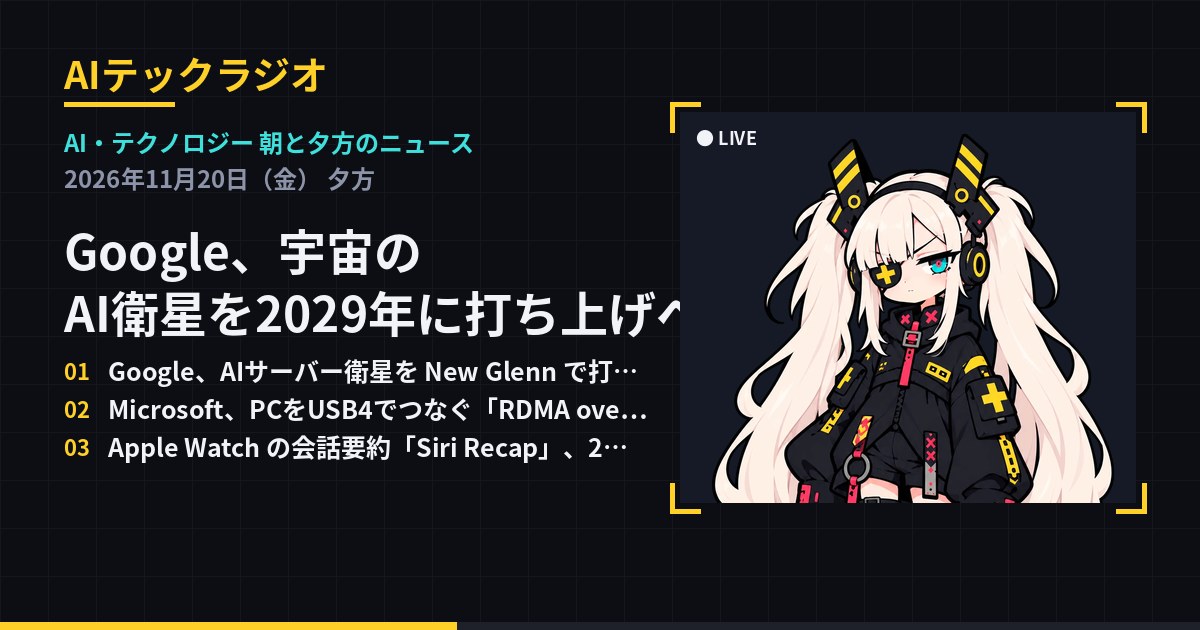 AIテックラジオ
AI・テクノロジー 朝と夕方のニュース
2026年11月20日（金） 夕方
Google、宇宙の
AI衛星を2029年に打ち上げへ
01 Google、AIサーバー衛星を New Glenn で打…
02 Microsoft、PCをUSB4でつなぐ「RDMA ove…
03 Apple Watch の会話要約「Siri Recap」、2…
LIVE